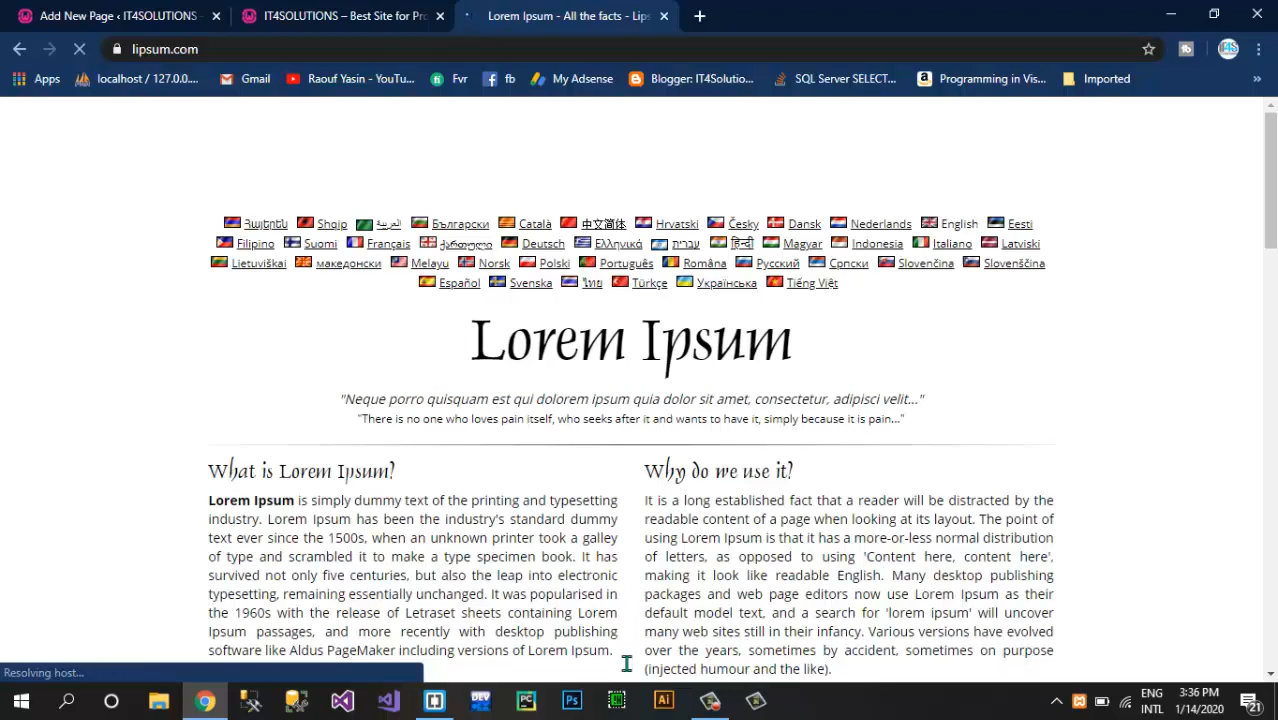 Add New Page ‹ IT4SOLUTIONS
IT4SOLUTIONS – Best Site for Pro
Lorem Ipsum - All the facts - Lips
lipsum.com
Apps
localhost / 127.0.0....
Gmail
Raouf Yasin - YouT...
Fvr
fb
My Adsense
Blogger: IT4Solutio...
SQL Server SELECT...
Programming in Vis...
Imported
»
Հայերեն Shqip العربية Български Català 中文简体 Hrvatski Česky Dansk Nederlands English Eesti
Filipino Suomi Français ქართული Deutsch Ελληνικά עברית हिन्दी Magyar Indonesia Italiano Latviski
Lietuviškai македонски Melayu Norsk Polski Português Româna Русский Српски Slovenčina Slovenščina
Español Svenska ไทย Türkçe Українська Tiếng Việt
Lorem Ipsum
"Neque porro quisquam est qui dolorem ipsum quia dolor sit amet, consectetur, adipisci velit..."
"There is no one who loves pain itself, who seeks after it and wants to have it, simply because it is pain..."
What is Lorem Ipsum?
Lorem Ipsum is simply dummy text of the printing and typesetting
industry. Lorem Ipsum has been the industry's standard dummy
text ever since the 1500s, when an unknown printer took a galley
of type and scrambled it to make a type specimen book. It has
survived not only five centuries, but also the leap into electronic
typesetting, remaining essentially unchanged. It was popularised in
the 1960s with the release of Letraset sheets containing Lorem
Ipsum passages, and more recently with desktop publishing
software like Aldus PageMaker including versions of Lorem Ipsum.
Why do we use it?
It is a long established fact that a reader will be distracted by the
readable content of a page when looking at its layout. The point of
using Lorem Ipsum is that it has a more-or-less normal distribution
of letters, as opposed to using 'Content here, content here',
making it look like readable English. Many desktop publishing
packages and web page editors now use Lorem Ipsum as their
default model text, and a search for 'lorem ipsum' will uncover
many web sites still in their infancy. Various versions have evolved
over the years, sometimes by accident, sometimes on purpose
(injected humour and the like).
Resolving host...
DEV
PC
Ps
Ai
ENG
INTL
3:36 PM
1/14/2020
21